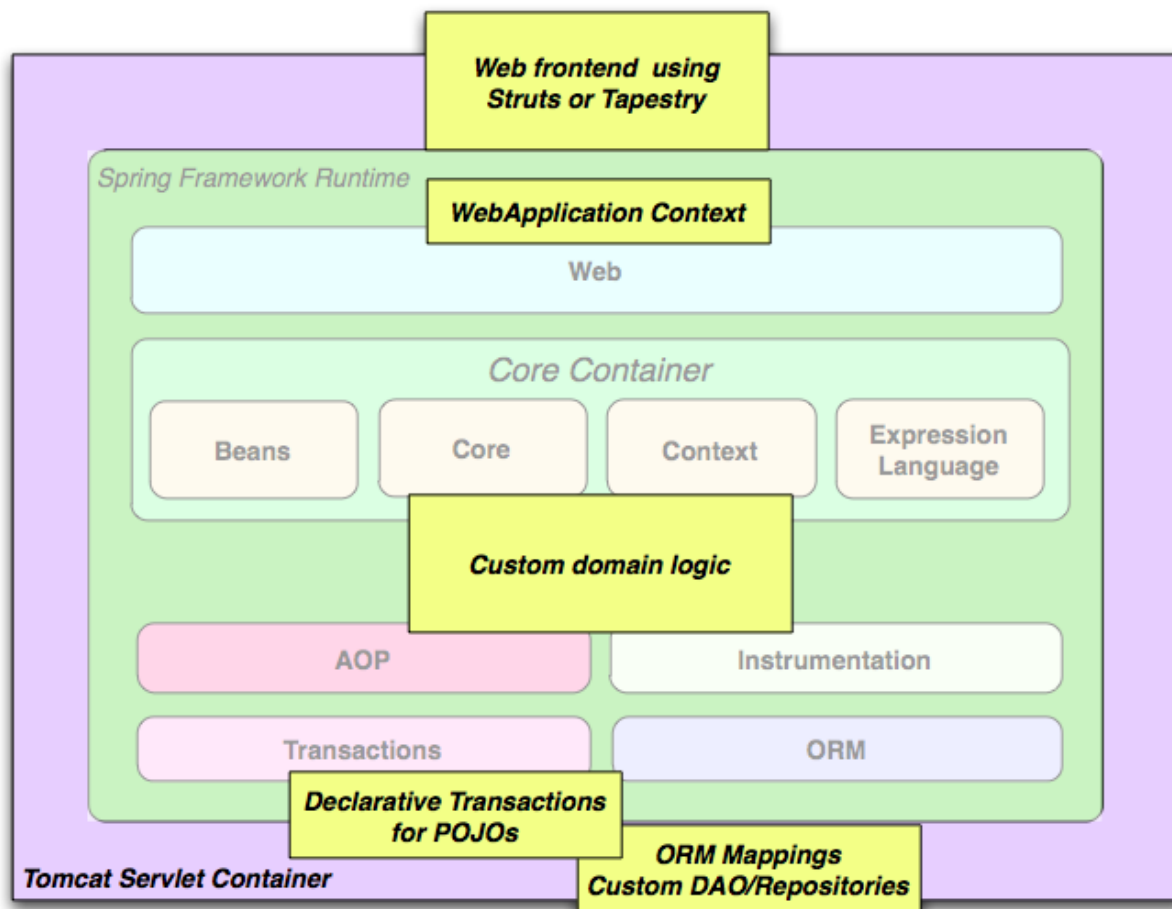 Web frontend using
Struts or Tapestry
Spring Framework Runtime
WebApplication Context
Web
Core Container
Beans
Core
Context
Expression
Language
Custom domain logic
AOP
Instrumentation
Transactions
ORM
Declarative Transactions
for POJOs
ORM Mappings
Custom DAO/Repositories
Tomcat Servlet Container